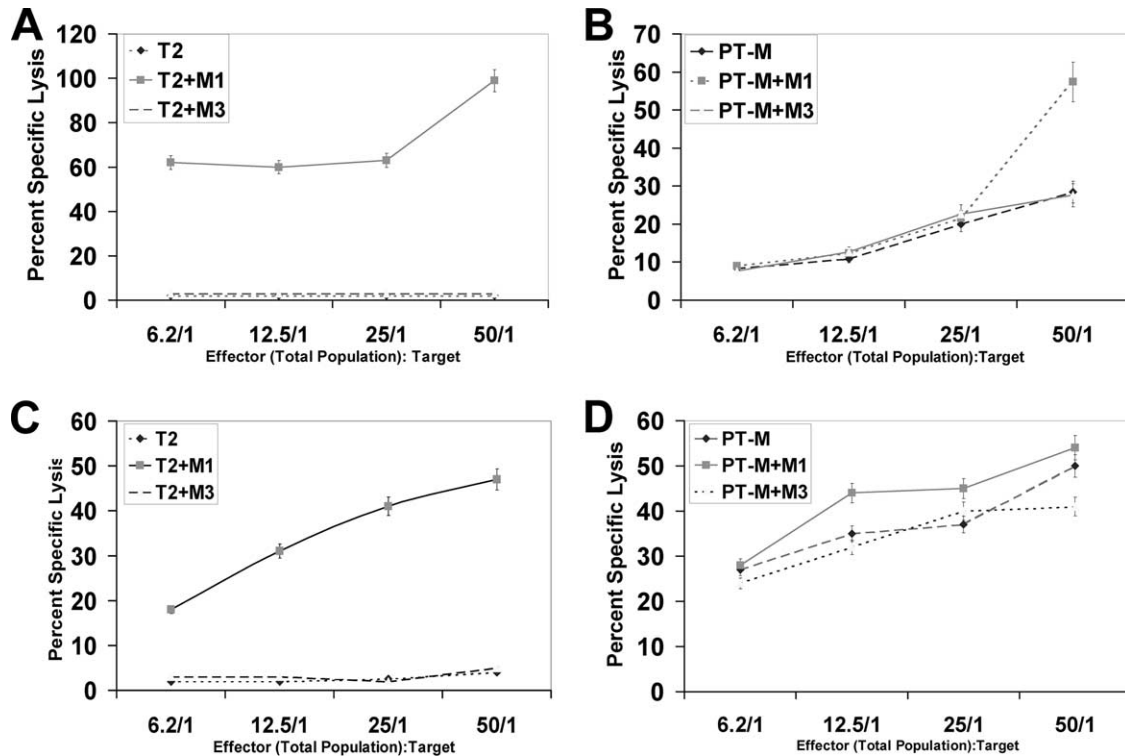 A
Percent Specific Lysis
120
100
80
60
40
20
0
T2
T2+M1
T2+M3
6.2/1 12.5/1 25/1 50/1
Effector (Total Population): Target
B
Percent Specific Lysis
70
60
50
40
30
20
10
0
PT-M
PT-M+M1
PT-M+M3
6.2/1 12.5/1 25/1 50/1
Effector (Total Population):Target
C
Percent Specific Lysis
60
50
40
30
20
10
0
T2
T2+M1
T2+M3
6.2/1 12.5/1 25/1 50/1
Effector (Total Population):Target
D
Percent Specific Lysis
60
50
40
30
20
10
0
PT-M
PT-M+M1
PT-M+M3
6.2/1 12.5/1 25/1 50/1
Effector (Total Population):Target